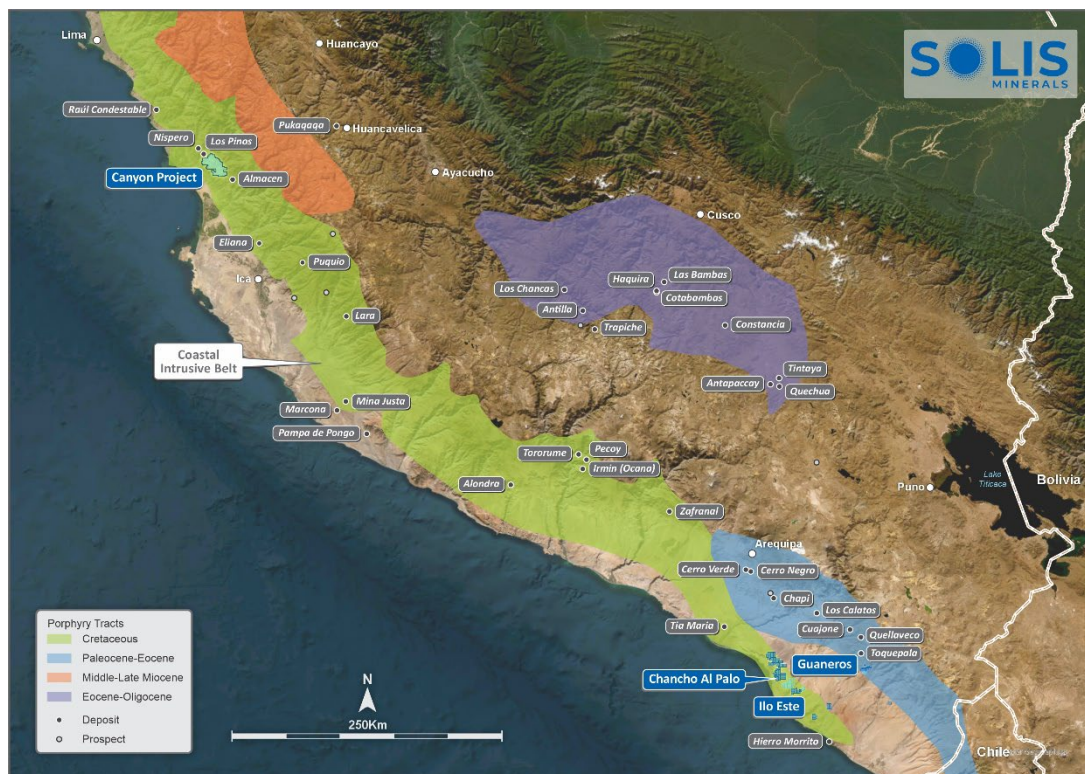 SOLIS
MINERALS
Lima
Huancayo
Raúl Condestable
Pukaqaqa
Huancavelica
Nispero
Los Pinos
Canyon Project
Almacen
Ayacucho
Cusco
Eliana
Puquio
Ica
Haquira
Las Bambas
Los Chancas
Cotabambas
Antilla
Trapiche
Constancia
Lara
Coastal
Intrusive Belt
Tintaya
Antapaccay
Quechua
Mina Justa
Marcona
Pampa de Pongo
Pecoy
Tororume
Irmin (Ocana)
Alondra
Puno
Lake
Titicaca
Bolivia
Zafranal
Arequipa
Cerro Verde
Cerro Negro
Chapi
Los Calatos
Tia Maria
Cuajone
Quellaveco
Toquepala
Guaneros
Chancho Al Palo
Ilo Este
Hierro Morrito
Chile
Porphyry Tracts
Cretaceous
Paleocene-Eocene
Middle-Late Miocene
Eocene-Oligocene
Deposit
Prospect
N
250Km